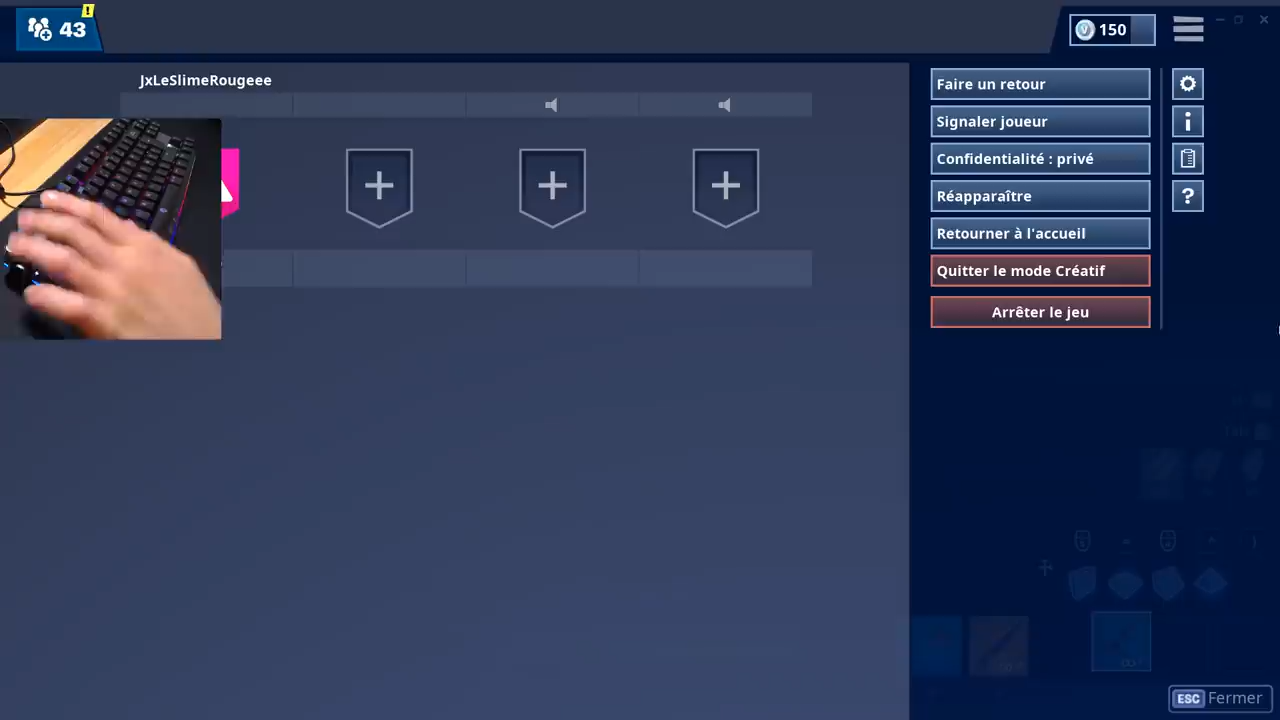 43
!
150
JxLeSlimeRougeee
Faire un retour
Signaler joueur
Confidentialité : privé
Réapparaître
Retourner à l'accueil
Quitter le mode Créatif
Arrêter le jeu
ESC Fermer